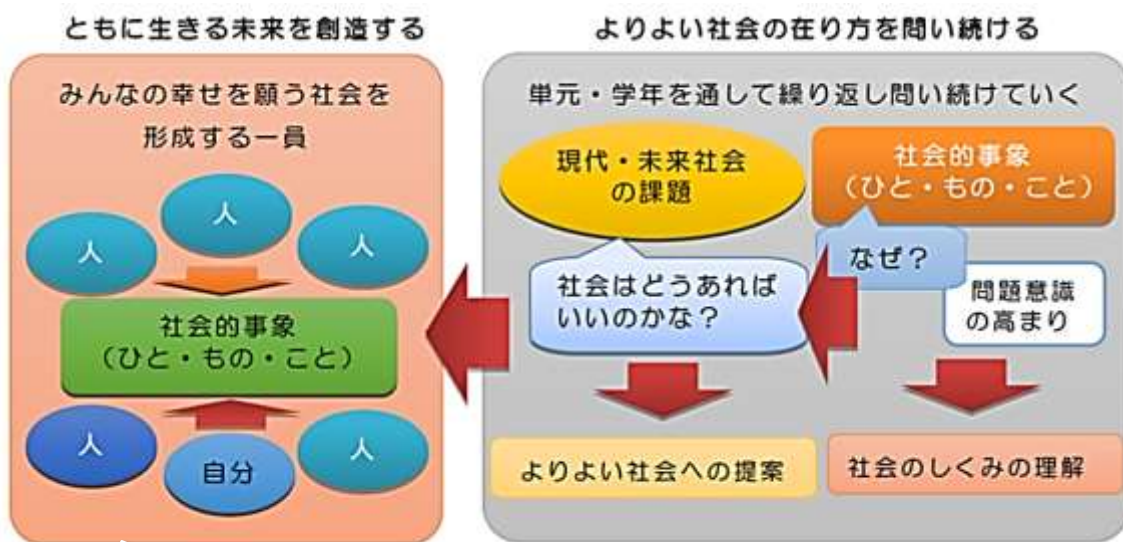 ともに生きる未来を創造する
みんなの幸せを願う社会を
形成する一員
人
人
人
社会的事象
(ひと・もの・こと)
人
自分
人
よりよい社会の在り方を問い続ける
単元・学年を通して繰り返し問い続けていく
現代・未来社会
の課題
社会的事象
(ひと・もの・こと)
なぜ?
社会はどうあれば
いいのかな?
問題意識
の高まり
よりよい社会への提案
社会のしくみの理解